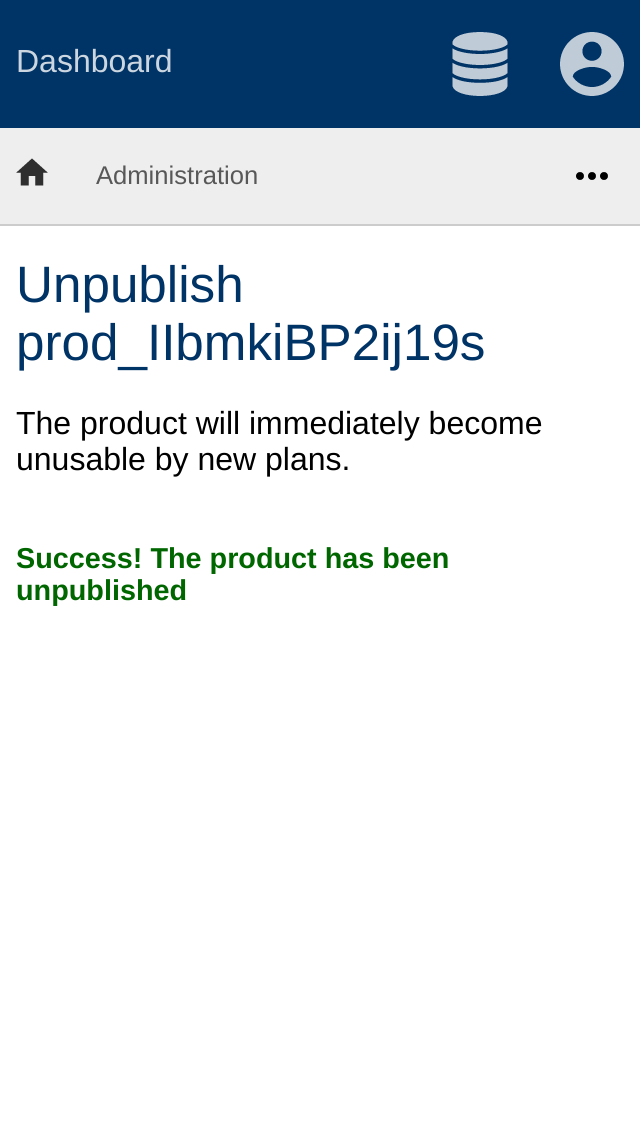 Dashboard
Administration
Unpublish
prod_IIbmkiBP2ij19s
The product will immediately become
unusable by new plans.
Success! The product has been
unpublished